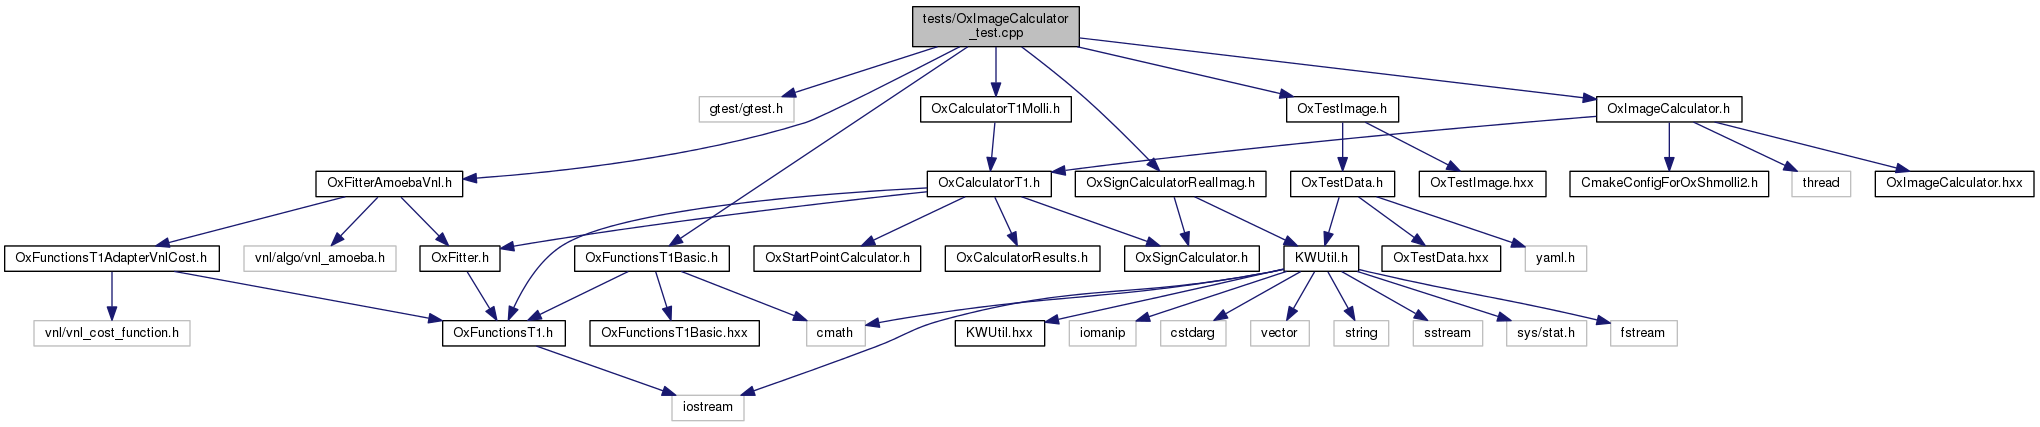 tests/OxImageCalculator
_test.cpp
gtest/gtest.h
OxCalculatorT1Molli.h
OxTestImage.h
OxImageCalculator.h
OxFitterAmoebaVnl.h
OxCalculatorT1.h
OxSignCalculatorRealImag.h
OxTestData.h
OxTestImage.hxx
CmakeConfigForOxShmolli2.h
thread
OxImageCalculator.hxx
OxFunctionsT1AdapterVnlCost.h
vnl/algo/vnl_amoeba.h
OxFitter.h
OxFunctionsT1Basic.h
OxStartPointCalculator.h
OxCalculatorResults.h
OxSignCalculator.h
KWUtil.h
OxTestData.hxx
yaml.h
vnl/vnl_cost_function.h
OxFunctionsT1.h
OxFunctionsT1Basic.hxx
cmath
KWUtil.hxx
iomanip
cstdarg
vector
string
sstream
sys/stat.h
fstream
iostream